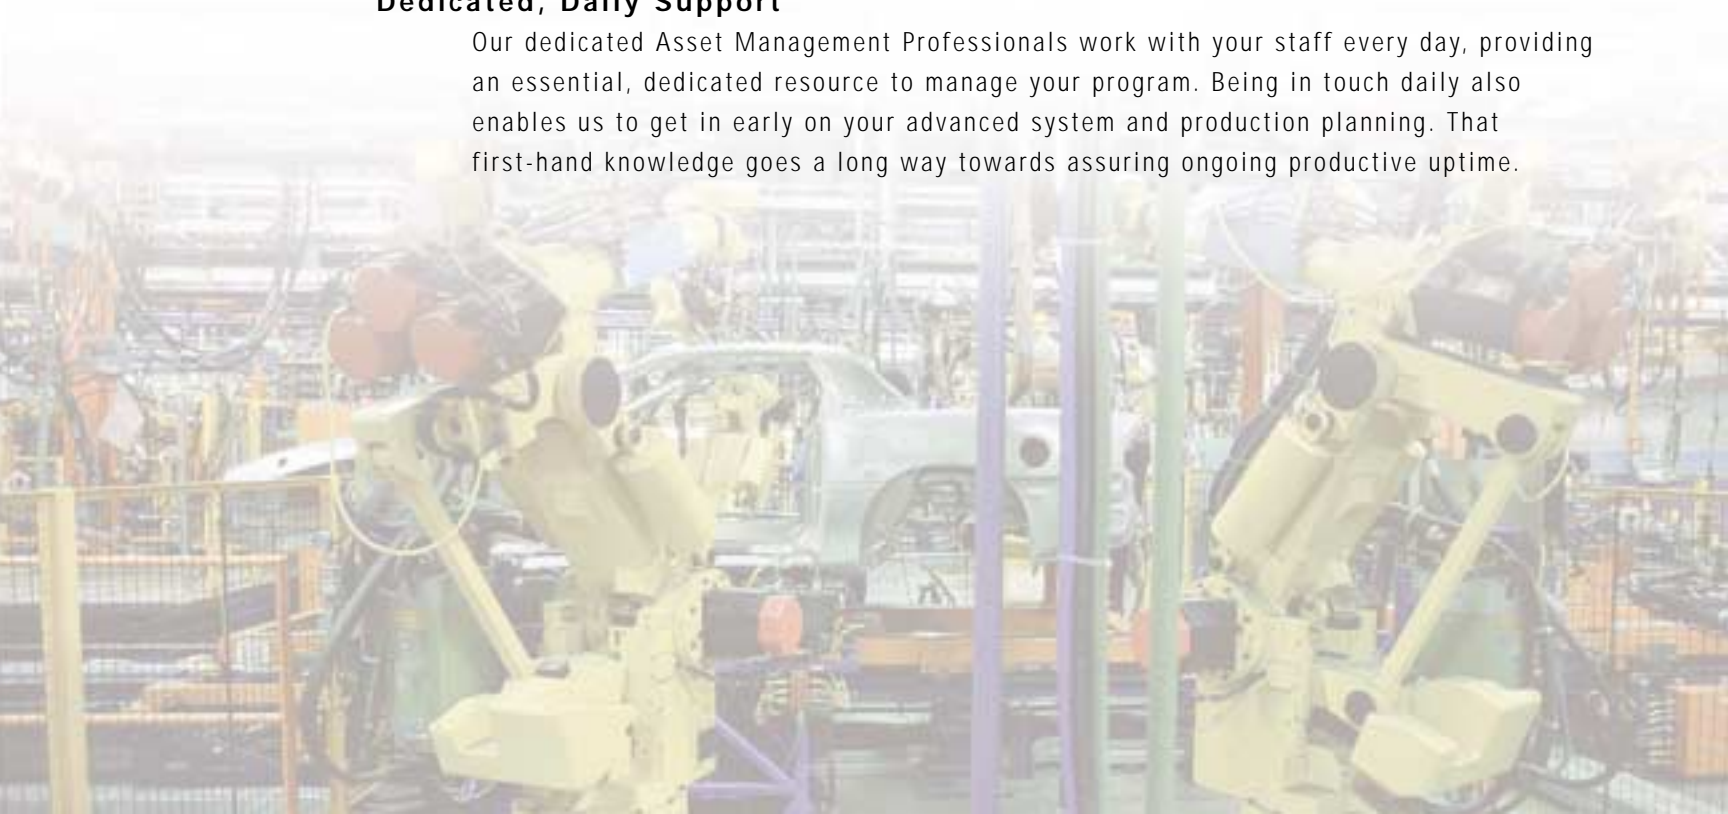 Dedicated, Daily Support
Our dedicated Asset Management Professionals work with your staff every day, providing
an essential, dedicated resource to manage your program. Being in touch daily also
enables us to get in early on your advanced system and production planning. That
first-hand knowledge goes a long way towards assuring ongoing productive uptime.